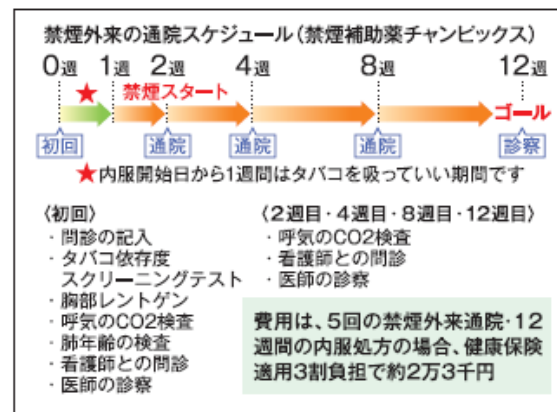 禁煙外来の通院スケジュール(禁煙補助薬チャンピックス)
0週 1週 2週 4週 8週 12週
★ 禁煙スタート ゴール
初回 通院 通院 通院 診察
★内服開始日から1週間はタバコを吸っていい期間です
〈初回〉
・問診の記入
・タバコ依存度
スクリーニングテスト
・胸部レントゲン
・呼気のCO2検査
・肺年齢の検査
・看護師との問診
・医師の診察
〈2週目・4週目・8週目・12週目〉
・呼気のCO2検査
・看護師との問診
・医師の診察
費用は、5回の禁煙外来通院・12
週間の内服処方の場合、健康保険
適用3割負担で約2万3千円